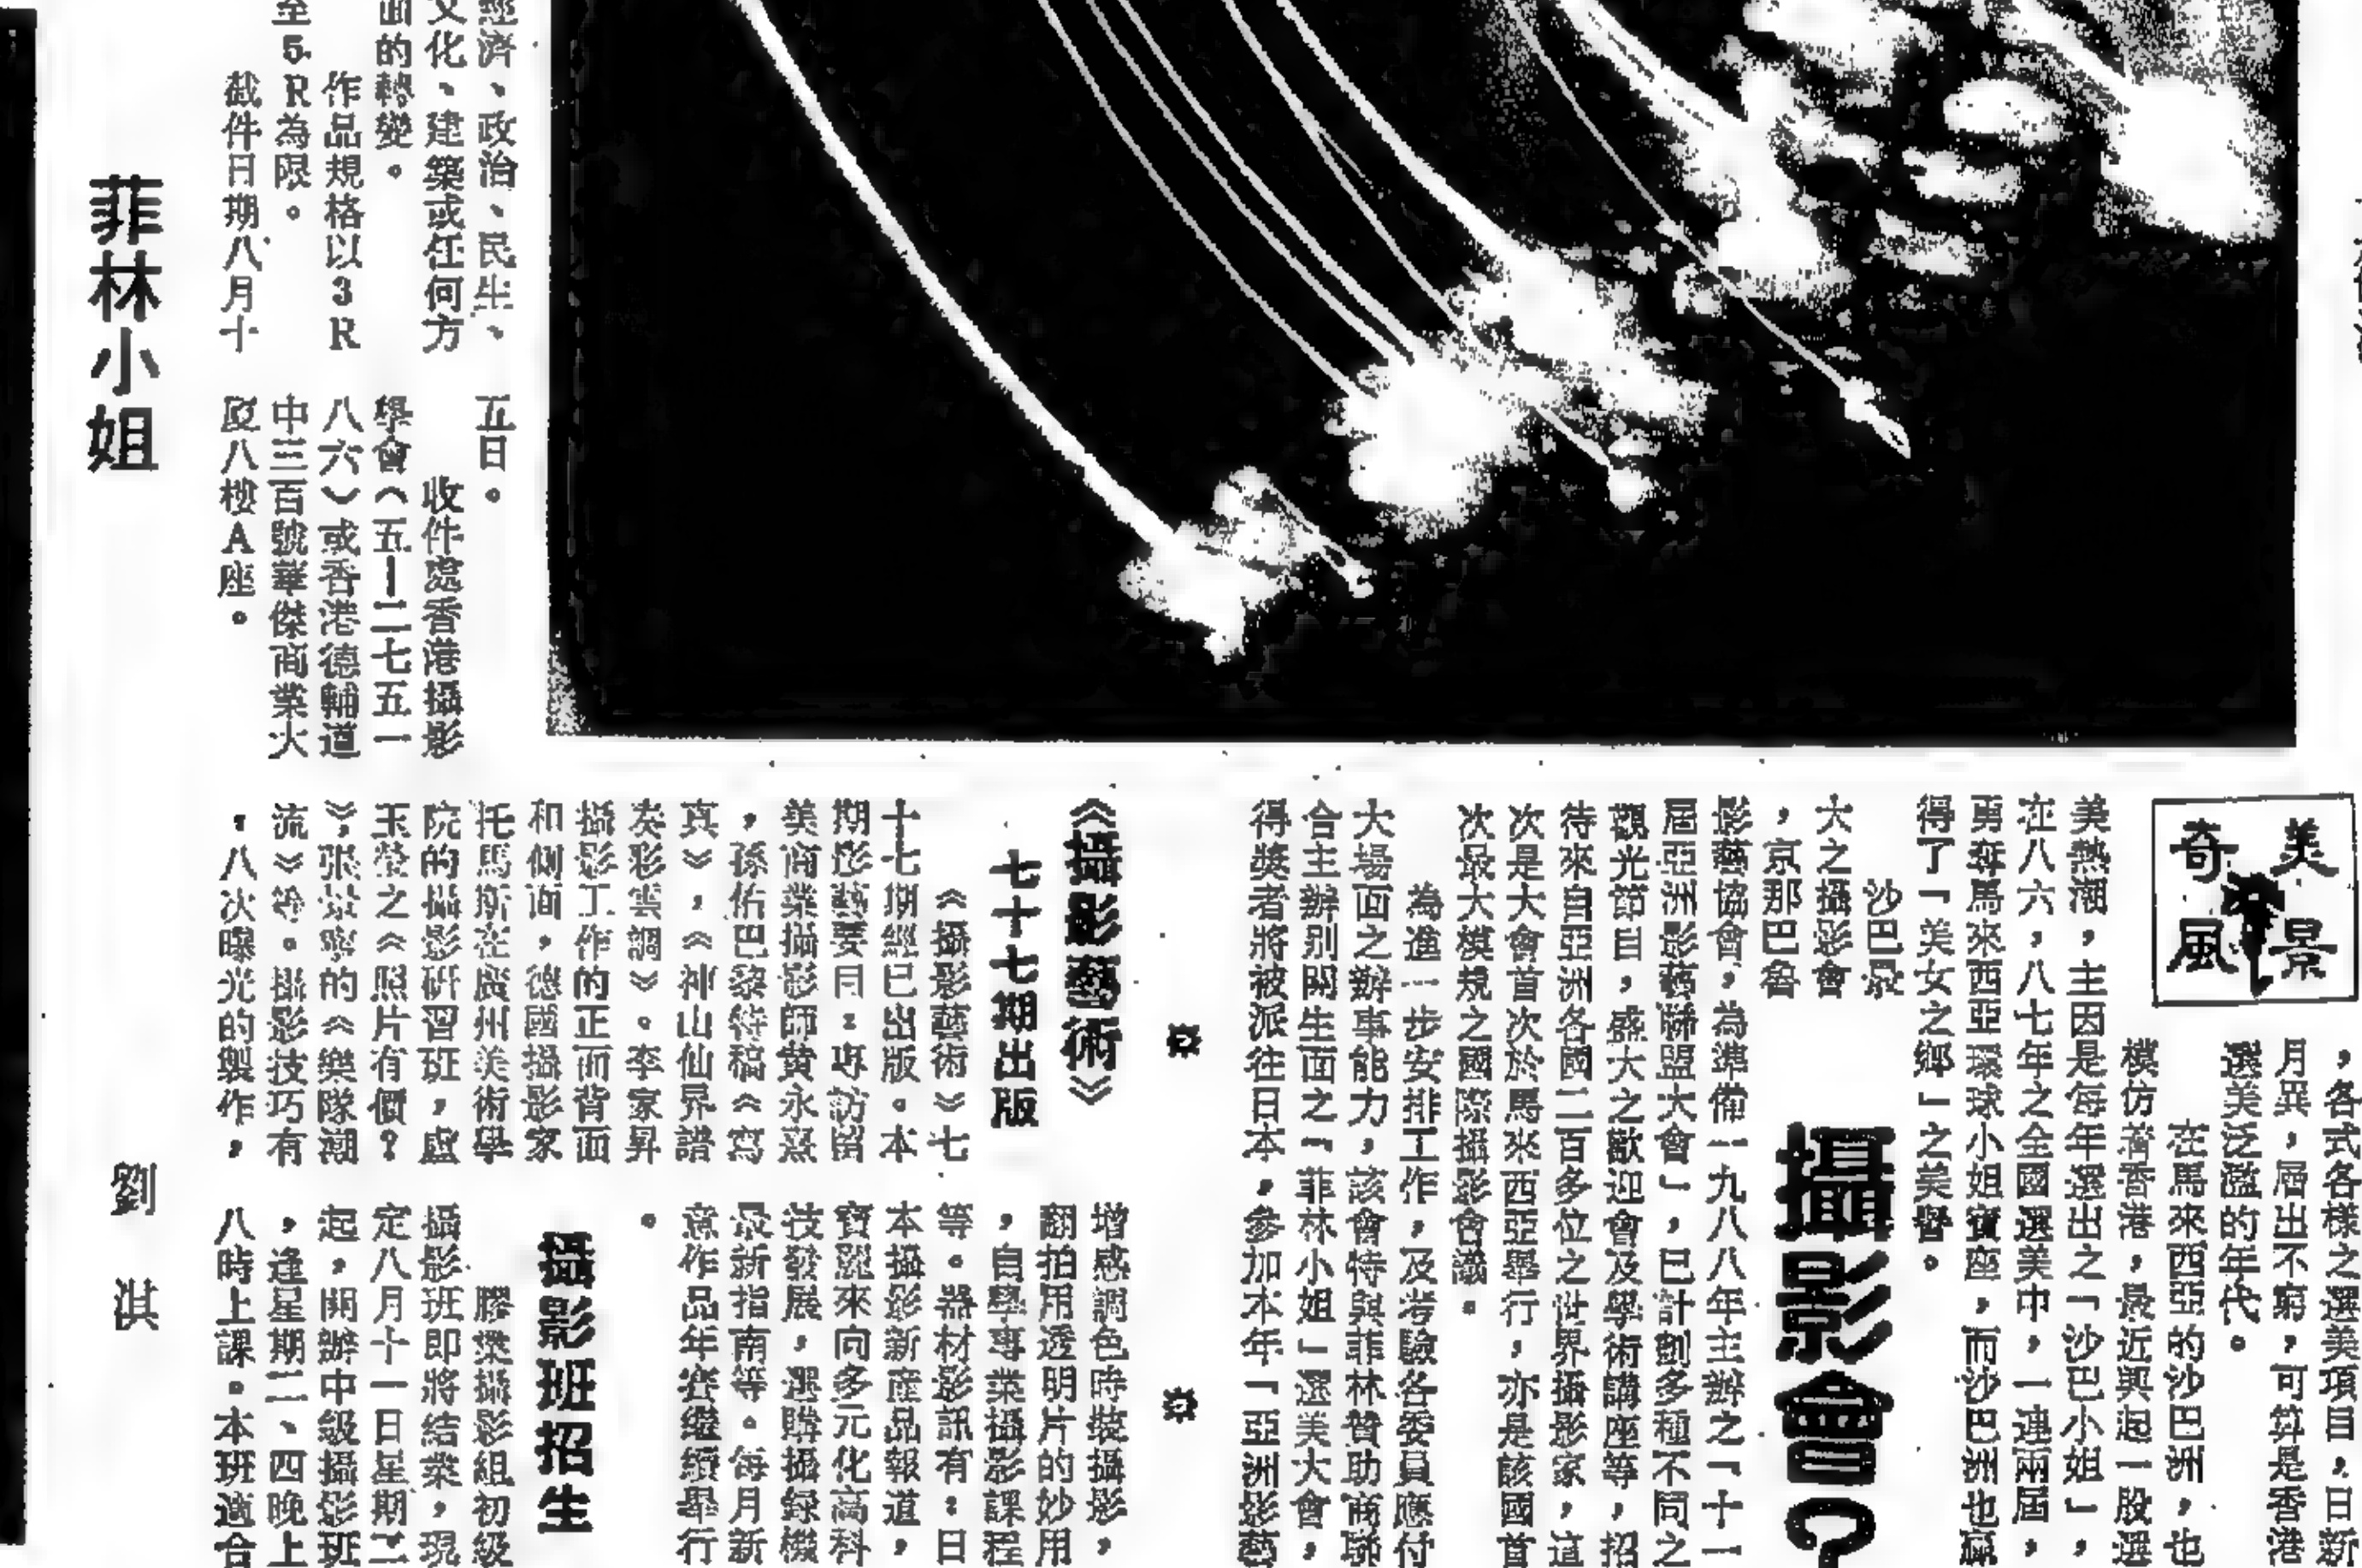 經濟、政治、民生、
文化、建築或任何方
面的轉變。
作品規格以3R
至5R為限。
截件日期八月十
五日。
收件處香港攝影
學會（五—二七五一
八六）或香港德輔道
中三百號華傑商業大
廈八樓A座。
菲林小姐
劉淇
美景
奇風
，各式各樣之選美項目，日新
月異，層出不窮，可算是香港
選美泛濫的年代。
在馬來西亞的沙巴洲，也
模仿着香港，最近興起一股選
美熱潮，主因是每年選出之「沙巴小姐」，
在八六，八七年之全國選美中，一連兩屆，
勇奪馬來西亞環球小姐寶座，而沙巴洲也贏
得了「美女之鄉」之美譽。
攝影會？
沙巴最
大之攝影會
，京那巴魯
影藝協會，為準備一九八八年主辦之「十一
屆亞洲影藝聯盟大會」，已計劃多種不同之
觀光節目，盛大之歡迎會及學術講座等，招
待來自亞洲各國二百多位之世界攝影家，這
次是大會首次於馬來西亞舉行，亦是該國首
次最大模規之國際攝影會議。
為進一步安排工作，及考驗各委員應付
大場面之辦事能力，該會特與菲林贊助商聯
合主辦別開生面之「菲林小姐」選美大會，
得獎者將被派往日本，參加本年「亞洲影藝
《攝影藝術》
七十七期出版
《攝影藝術》七
十七期經已出版。本
期影藝要目：專訪留
美商業攝影師黄永熹
，孫佑巴黎特稿《寫
真》，《神山仙界譜
炎彩雲調》。李家昇
攝影工作的正面背面
和側面，德國攝影家
托馬斯在廣州美術學
院的攝影研習班，盧
玉瑩之《照片有價？
》，張景寧的《樂隊潮
流》等。攝影技巧有
，八次曝光的製作，
增感調色時裝攝影，
翻拍用透明片的妙用
，自學專業攝影課程
等。器材影訊有：日
本攝影新產品報道，
寶麗來向多元化高科
技發展，選購攝録機
最新指南等。每月新
意作品年賽繼續舉行
。
攝影班招生
膠樂攝影組初級
攝影班即將結業，現
定八月十一日星期二
起，開辦中級攝影班
，逢星期二、四晚上
八時上課。本班適合